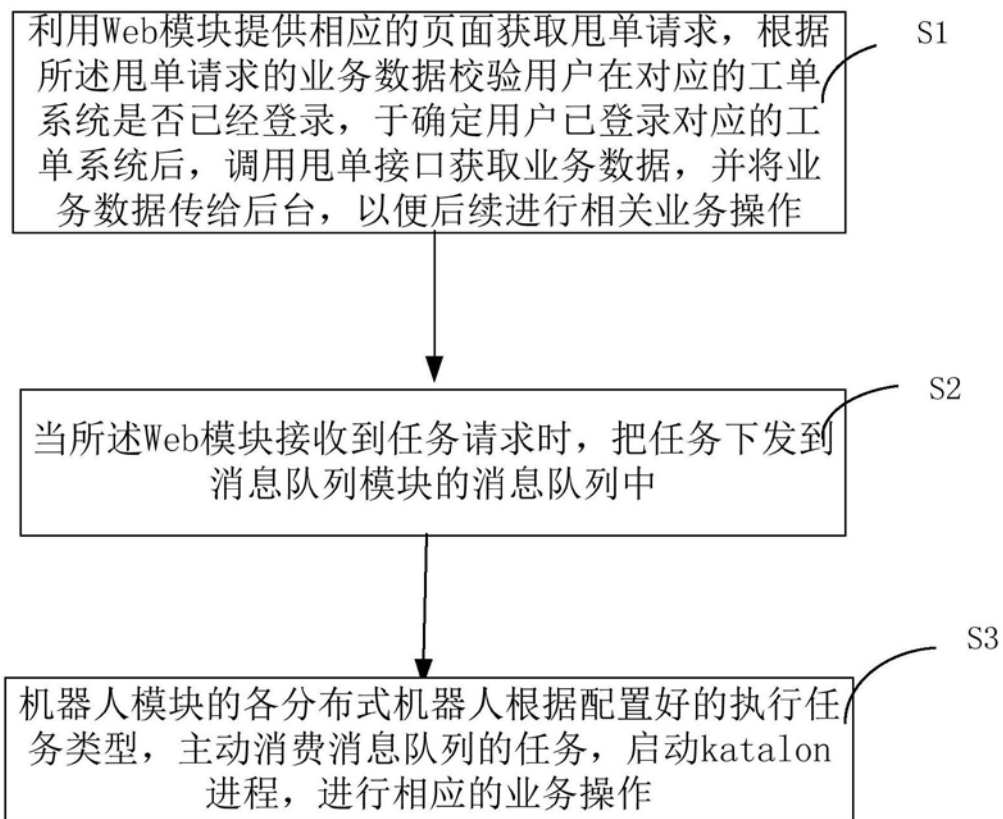 利用Web模块提供相应的页面获取甩单请求，根据
所述甩单请求的业务数据校验用户在对应的工单
系统是否已经登录，于确定用户已登录对应的工
单系统后，调用甩单接口获取业务数据，并将业
务数据传给后台，以便后续进行相关业务操作
S1
当所述Web模块接收到任务请求时，把任务下发到
消息队列模块的消息队列中
S2
机器人模块的各分布式机器人根据配置好的执行任
务类型，主动消费消息队列的任务，启动katalon
进程，进行相应的业务操作
S3